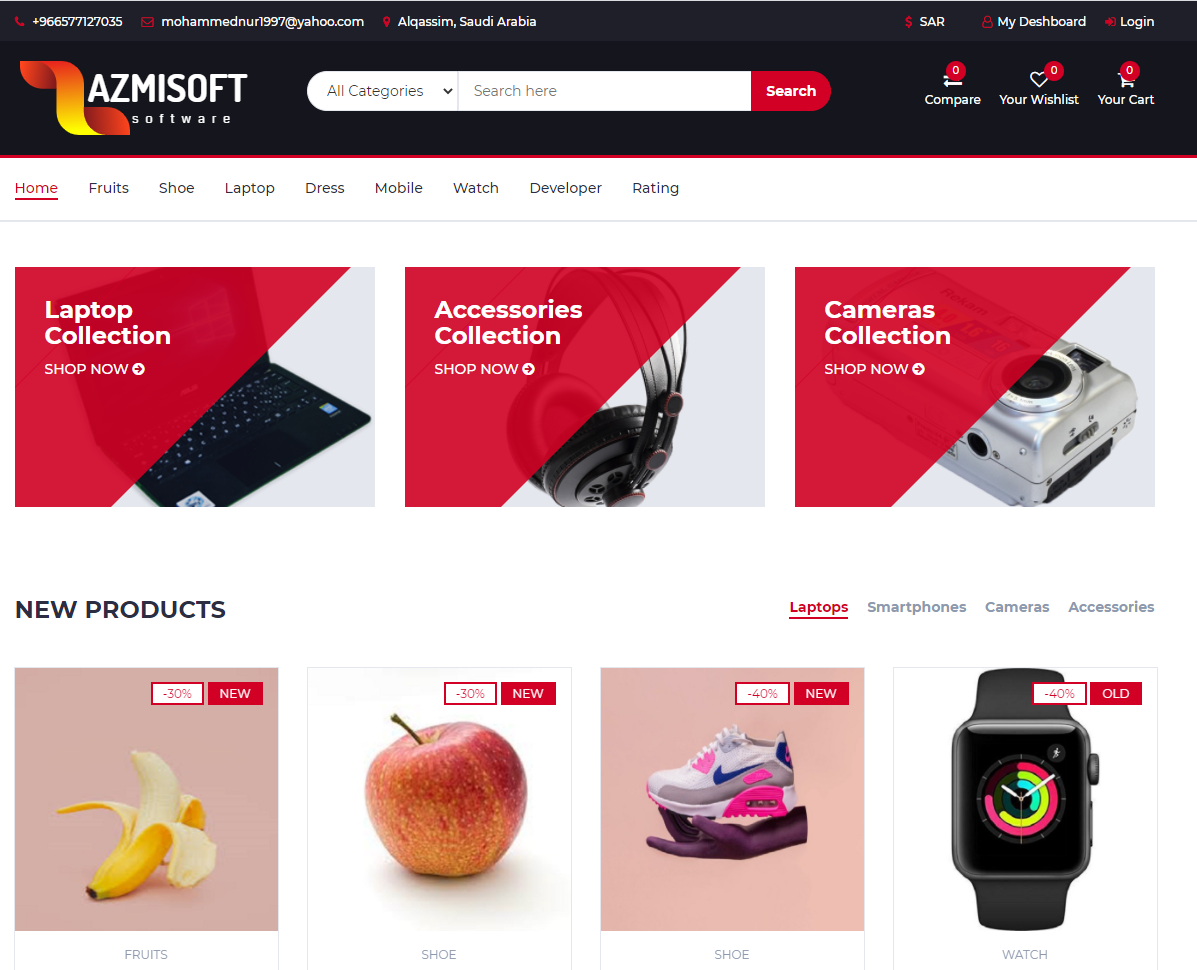 +966577127035 mohammednur1997@yahoo.com Alqassim, Saudi Arabia $ SAR My Deshboard Login
AZMISOFT
software
All Categories Search here Search
0 0 0
Compare Your Wishlist Your Cart
Home Fruits Shoe Laptop Dress Mobile Watch Developer Rating
Laptop
Collection
SHOP NOW
Accessories
Collection
SHOP NOW
Cameras
Collection
SHOP NOW
NEW PRODUCTS
Laptops Smartphones Cameras Accessories
-30% NEW
-30% NEW
-40% NEW
-40% OLD
FRUITS
SHOE
SHOE
WATCH